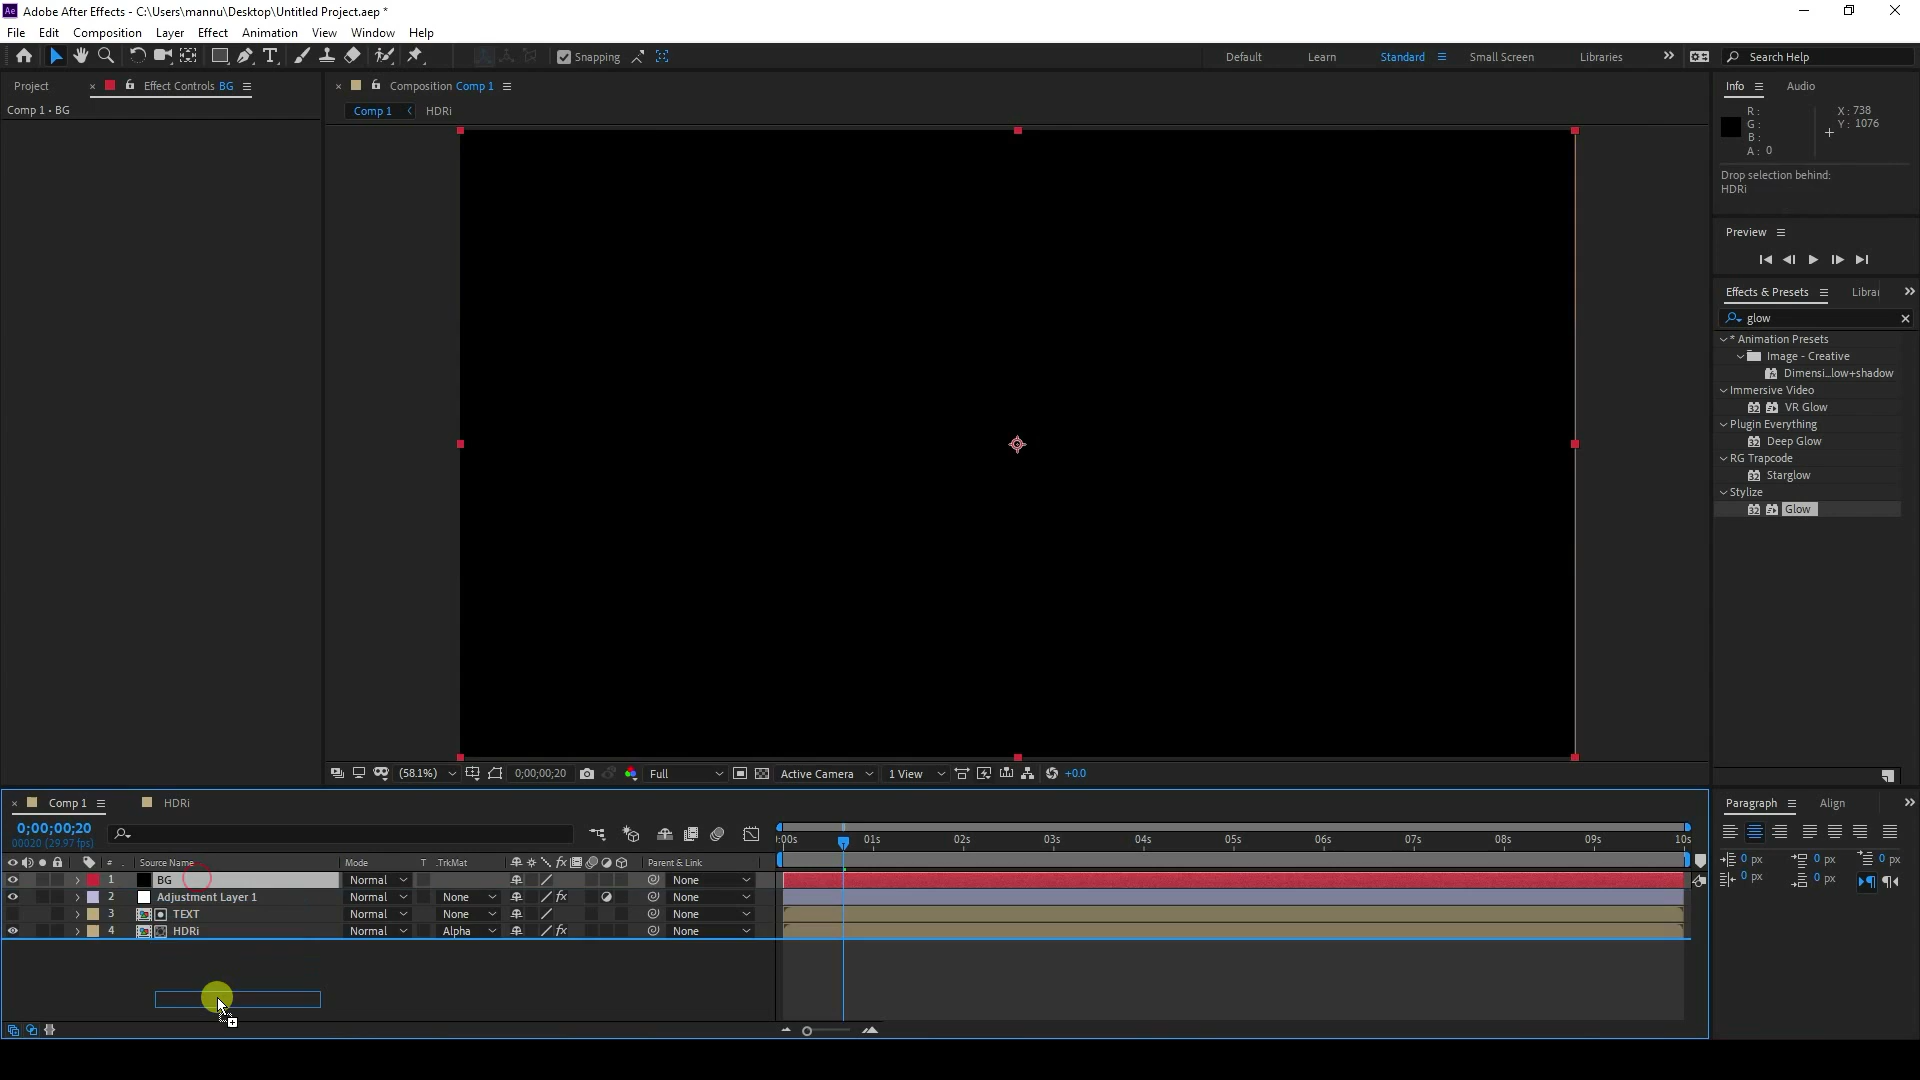 Adobe After Effects - C:\Users\mannu\Desktop\Untitled Project.aep *
File Edit Composition Layer Effect Animation View Window Help
Snapping Default Learn Standard Small Screen Libraries Search Help
Project Effect Controls BG
Comp 1 • BG
Composition Comp 1
Comp 1 HDRi
Info Audio
R: X: 738
G: Y: 1076
B:
A: 0
Drop selection behind:
HDRi
Preview
Effects & Presets Librar
glow
* Animation Presets
Image - Creative
Dimensi...low+shadow
Immersive Video
VR Glow
Plugin Everything
Deep Glow
RG Trapcode
Starglow
Stylize
Glow
(58.1%) 0;00;00;20 Full Active Camera 1 View +0.0
Comp 1 HDRi
0;00;00;20
00020 (29.97 fps)
:00s 01s 02s 03s 04s 05s 06s 07s 08s 09s 10s
# Source Name Mode T .TrkMat Parent & Link
1 BG Normal None
2 Adjustment Layer 1 Normal None None
3 TEXT Normal None None
4 HDRi Normal Alpha None
Paragraph Align
0 px 0 px 0 px
0 px 0 px